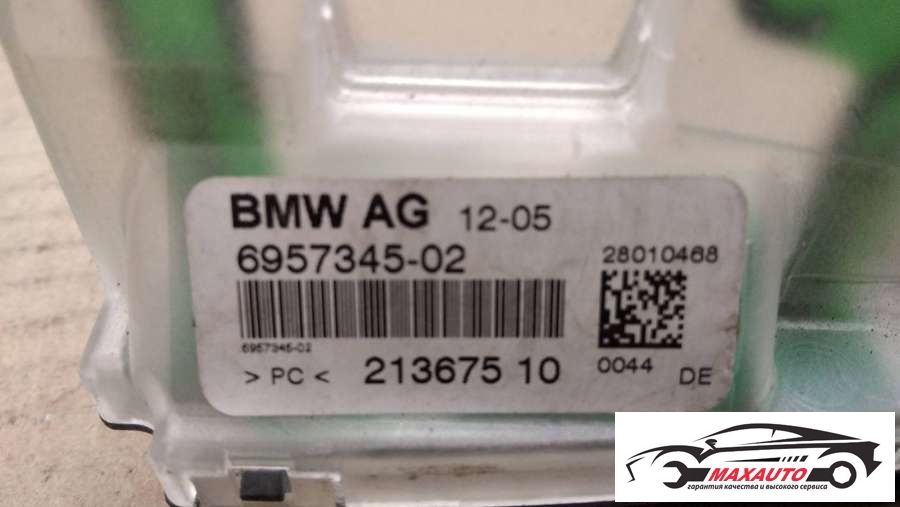 BMW AG 12-05
6957345-02
28010468
6957345-02
> PC < 213675 10
0044 DE
MAXAUTO
гарантия качества и высокого сервиса